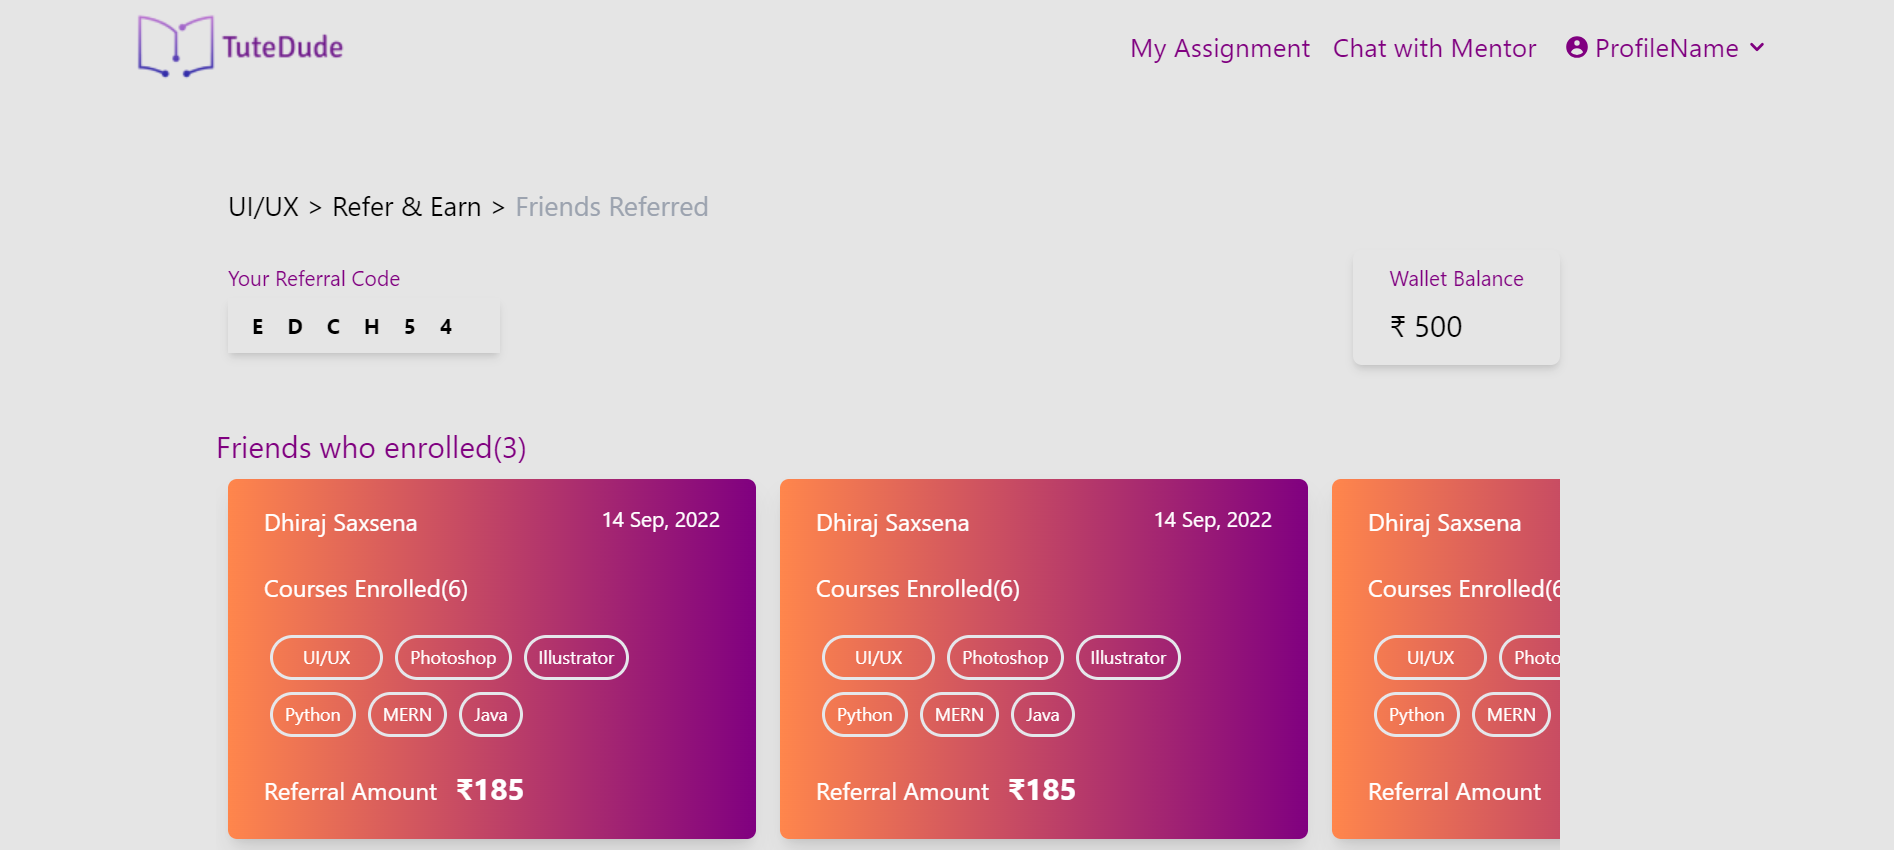 TuteDude
My Assignment Chat with Mentor ProfileName
UI/UX > Refer & Earn > Friends Referred
Your Referral Code
E D C H 5 4
Wallet Balance
₹ 500
Friends who enrolled(3)
Dhiraj Saxsena 14 Sep, 2022
Courses Enrolled(6)
UI/UX Photoshop Illustrator
Python MERN Java
Referral Amount ₹185
Dhiraj Saxsena 14 Sep, 2022
Courses Enrolled(6)
UI/UX Photoshop Illustrator
Python MERN Java
Referral Amount ₹185
Dhiraj Saxsena
Courses Enrolled(6
UI/UX Photo
Python MERN
Referral Amount